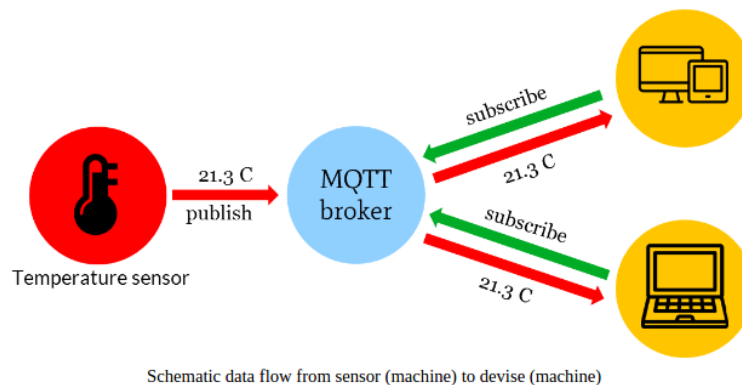 subscribe
21.3 C
21.3 C
publish
MQTT
broker
subscribe
21.3 C
Temperature sensor
Schematic data flow from sensor (machine) to devise (machine)